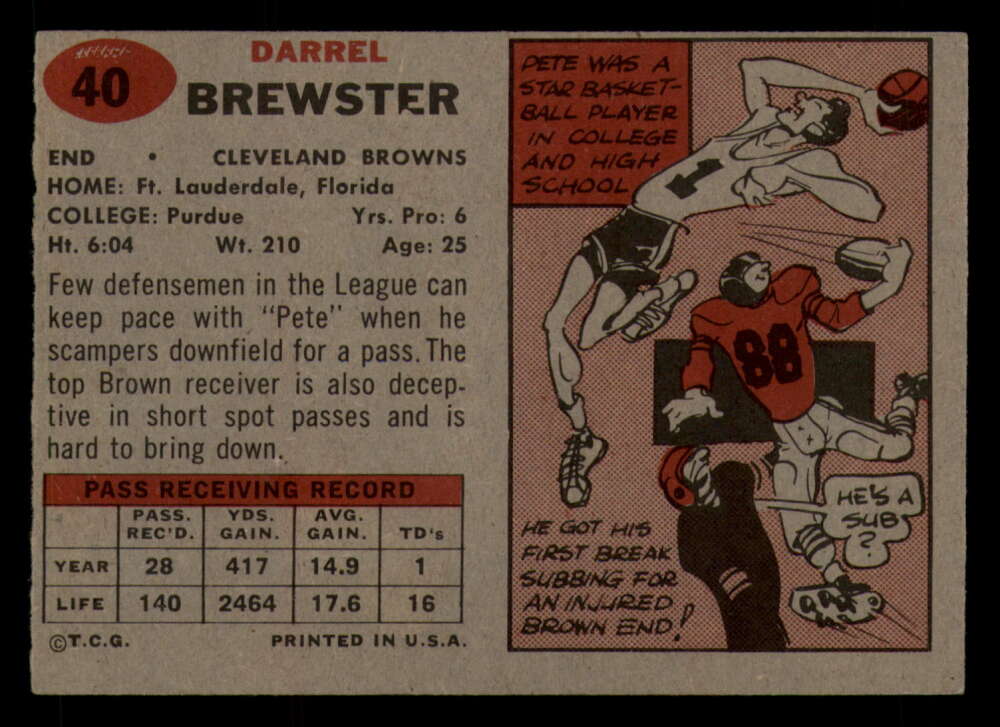 40
DARREL
BREWSTER
END • CLEVELAND BROWNS
HOME: Ft. Lauderdale, Florida
COLLEGE: Purdue Yrs. Pro: 6
Ht. 6:04 Wt. 210 Age: 25
Few defensemen in the League can
keep pace with "Pete" when he
scampers downfield for a pass. The
top Brown receiver is also decep-
tive in short spot passes and is
hard to bring down.
PASS RECEIVING RECORD
PASS. REC'D. YDS. GAIN. AVG. GAIN. TD's
YEAR 28 417 14.9 1
LIFE 140 2464 17.6 16
©T.C.G. PRINTED IN U.S.A.
PETE WAS A
STAR BASKET-
BALL PLAYER
IN COLLEGE
AND HIGH
SCHOOL
1
88
HE'S A
SUB
?
HE GOT HIS
FIRST BREAK
SUBBING FOR
AN INJURED
BROWN END!